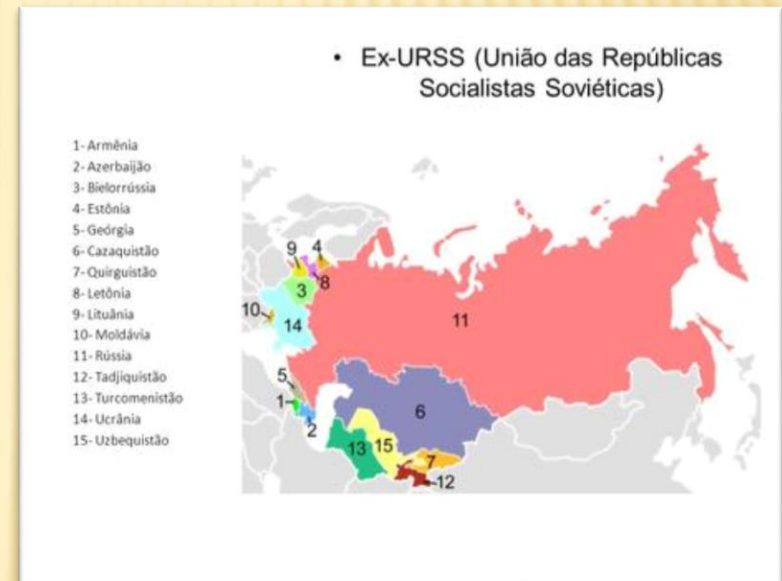 • Ex-URSS (União das Repúblicas
Socialistas Soviéticas)
1- Armênia
2- Azerbaijão
3- Bielorrússia
4- Estônia
5- Geórgia
6- Cazaquistão
7- Quirguistão
8- Letônia
9- Lituânia
10- Moldávia
11- Rússia
12- Tadjiquistão
13- Turcomenistão
14- Ucrânia
15- Uzbequistão
9 4
8
3
10
14
11
5
1
2
6
13 15
7
12